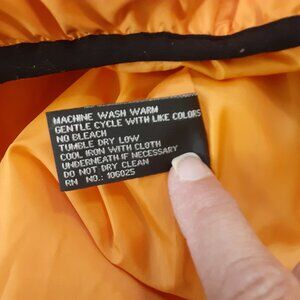 MACHINE WASH WARM
GENTLE CYCLE WITH LIKE COLORS
NO BLEACH
TUMBLE DRY LOW
COOL IRON WITH CLOTH
UNDERNEATH IF NECESSARY
DO NOT DRY CLEAN
RN NO.: 106025